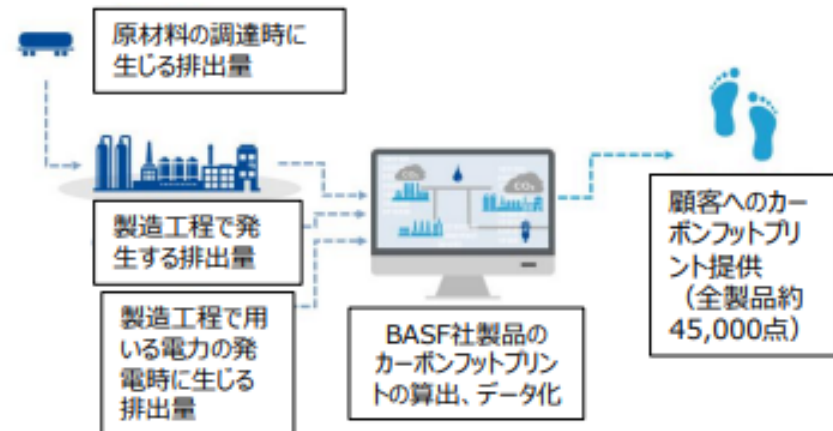 原材料の調達時に
生じる排出量
製造工程で発
生する排出量
製造工程で用
いる電力の発
電時に生じる
排出量
CO₂
CO₂
BASF社製品の
カーボンフットプリン
トの算出、データ化
顧客へのカー
ボンフットプリ
ント提供
（全製品約
45,000点）